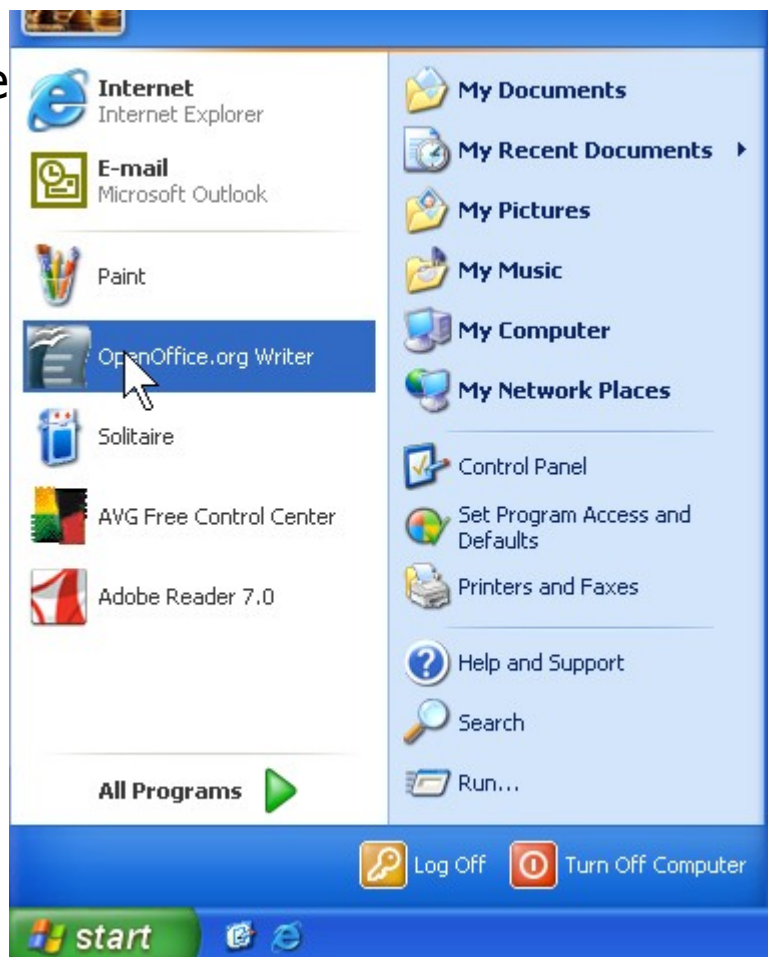 e
Internet
Internet Explorer
E-mail
Microsoft Outlook
Paint
OpenOffice.org Writer
Solitaire
AVG Free Control Center
Adobe Reader 7.0
All Programs
My Documents
My Recent Documents
My Pictures
My Music
My Computer
My Network Places
Control Panel
Set Program Access and
Defaults
Printers and Faxes
Help and Support
Search
Run...
Log Off
Turn Off Computer
start